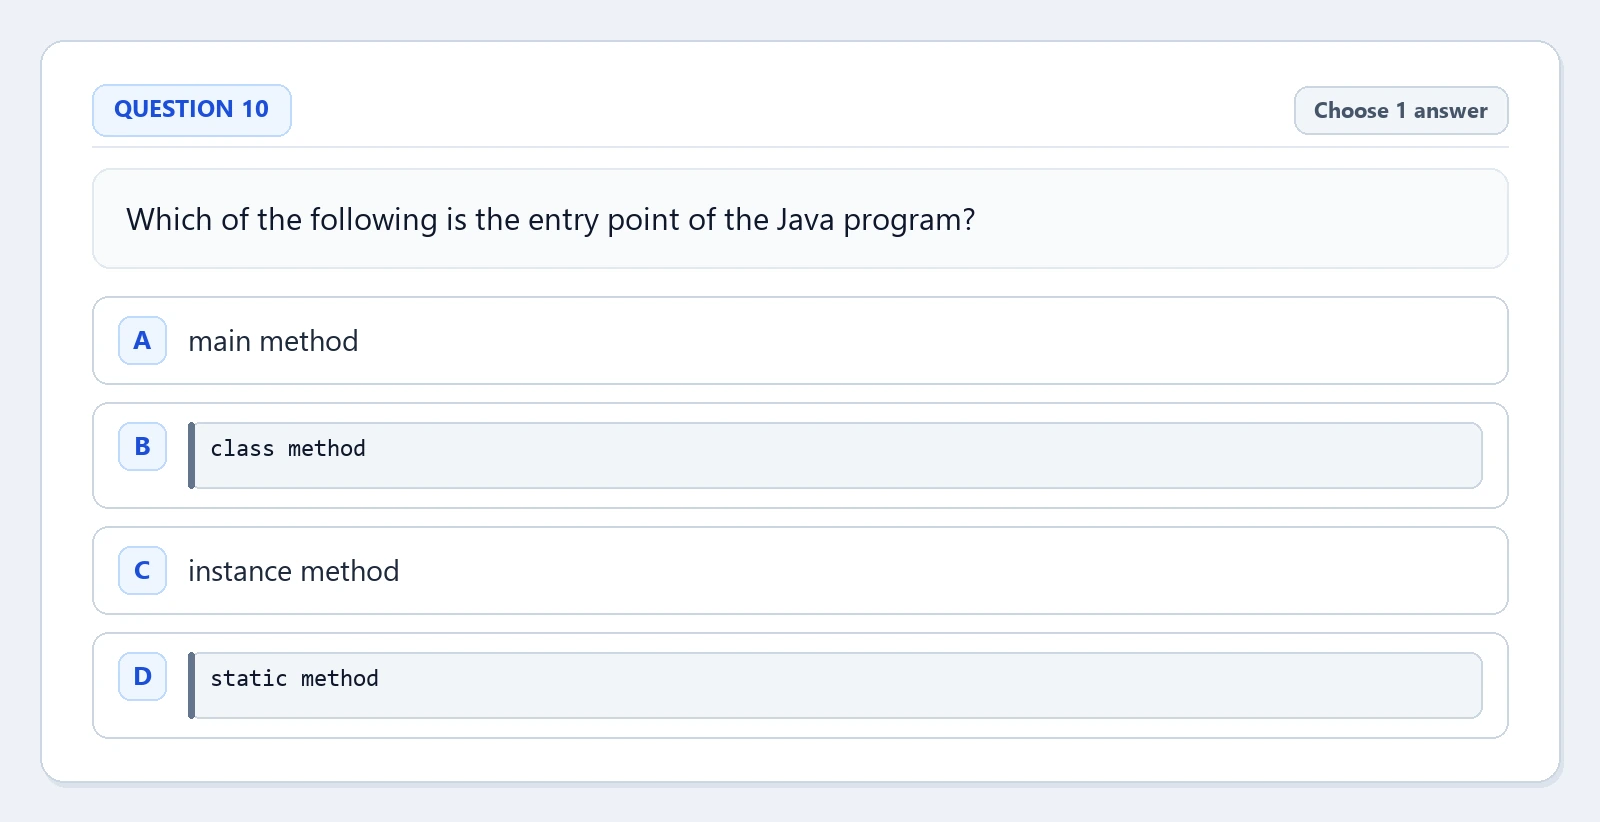 QUESTION 10
Choose 1 answer
Which of the following is the entry point of the Java program?
A main method
B class method
C instance method
D static method